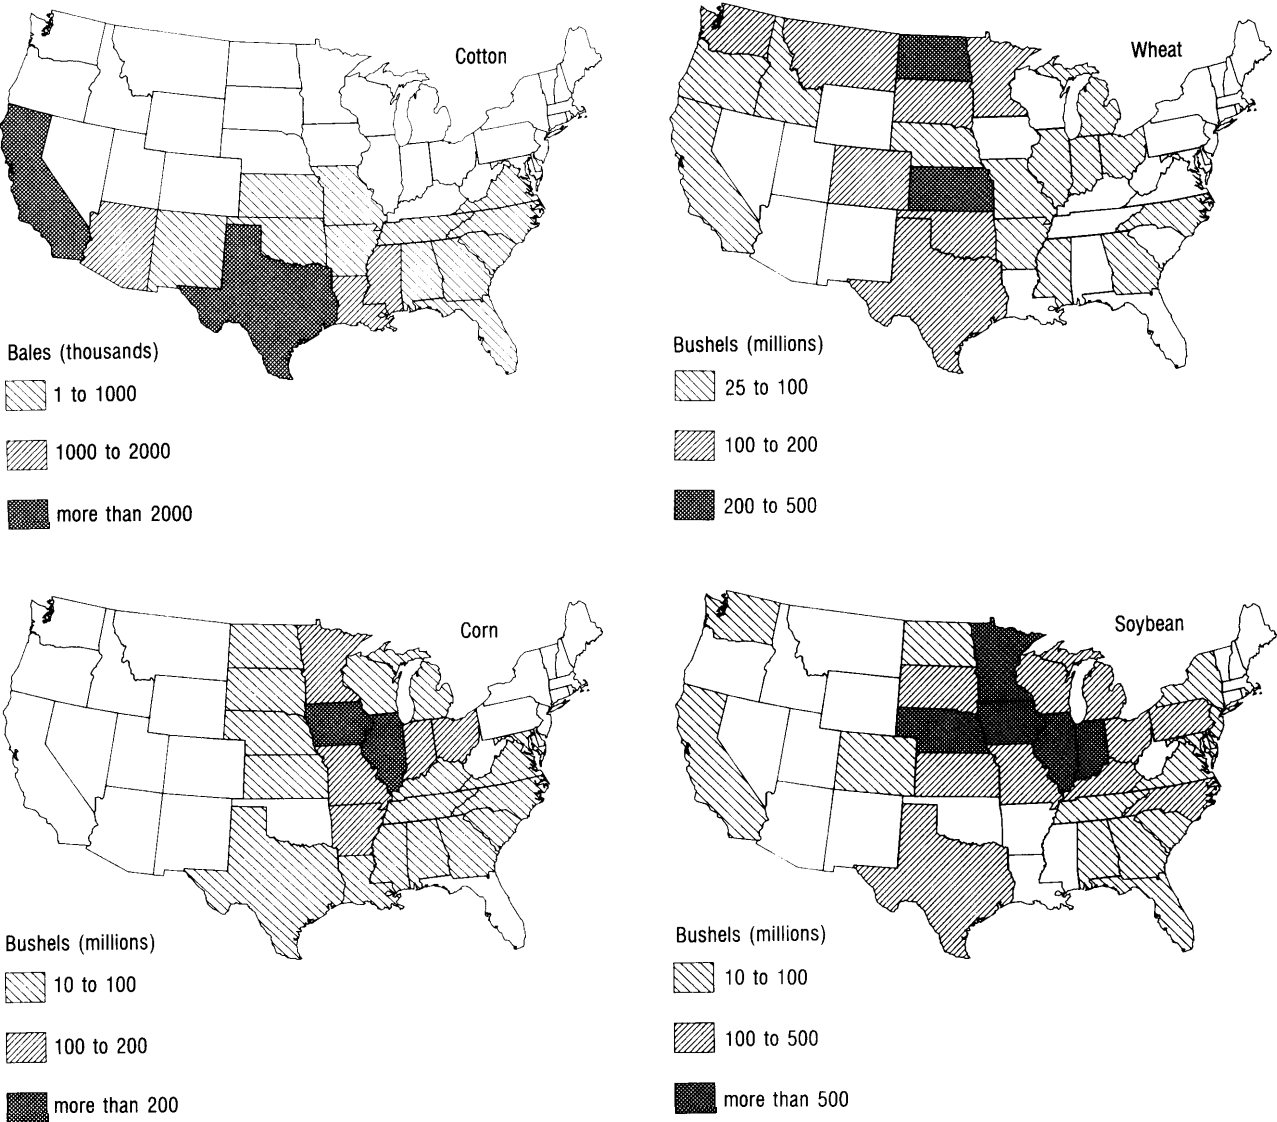 Cotton
Bales (thousands)
1 to 1000
1000 to 2000
more than 2000
Wheat
Bushels (millions)
25 to 100
100 to 200
200 to 500
Corn
Bushels (millions)
10 to 100
100 to 200
more than 200
Soybean
Bushels (millions)
10 to 100
100 to 500
more than 500